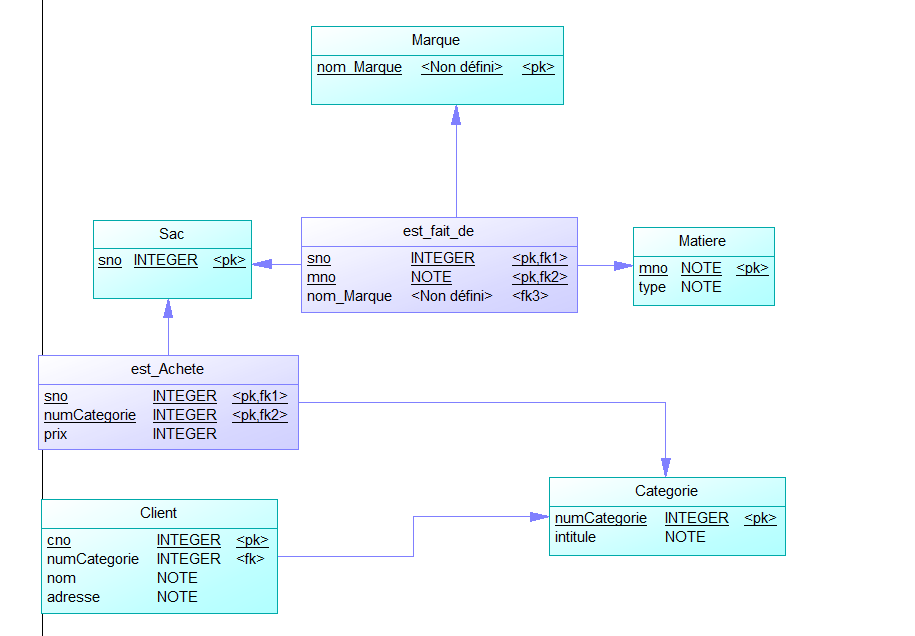 Marque
nom_Marque <Non défini> <pk>
est_fait_de
sno INTEGER <pk,fk1>
mno NOTE <pk,fk2>
nom_Marque <Non défini> <fk3>
Sac
sno INTEGER <pk>
Matiere
mno NOTE <pk>
type NOTE
est_Achete
sno INTEGER <pk,fk1>
numCategorie INTEGER <pk,fk2>
prix INTEGER
Categorie
numCategorie INTEGER <pk>
intitule NOTE
Client
cno INTEGER <pk>
numCategorie INTEGER <fk>
nom NOTE
adresse NOTE